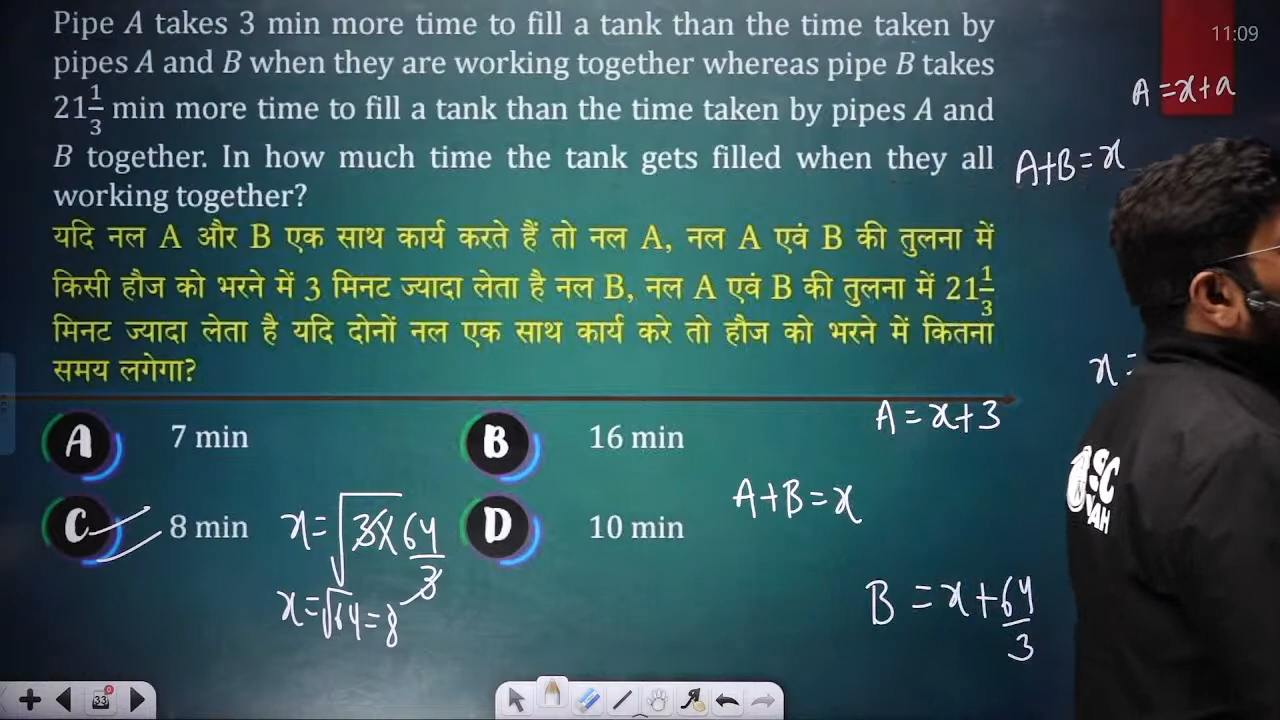 Pipe A takes 3 min more time to fill a tank than the time taken by
pipes A and B when they are working together whereas pipe B takes
21 1/3 min more time to fill a tank than the time taken by pipes A and
B together. In how much time the tank gets filled when they all
working together?
यदि नल A और B एक साथ कार्य करते हैं तो नल A, नल A एवं B की तुलना में
किसी हौज को भरने में 3 मिनट ज्यादा लेता है नल B, नल A एवं B की तुलना में 21 1/3
मिनट ज्यादा लेता है यदि दोनों नल एक साथ कार्य करे तो हौज को भरने में कितना
समय लगेगा?
11:09
A = x+a
A+B = x
x =
A = x+3
A+B = x
B = x+64/3
A 7 min
B 16 min
C 8 min
D 10 min
x = √3×64/3
x = √64 = 8
33